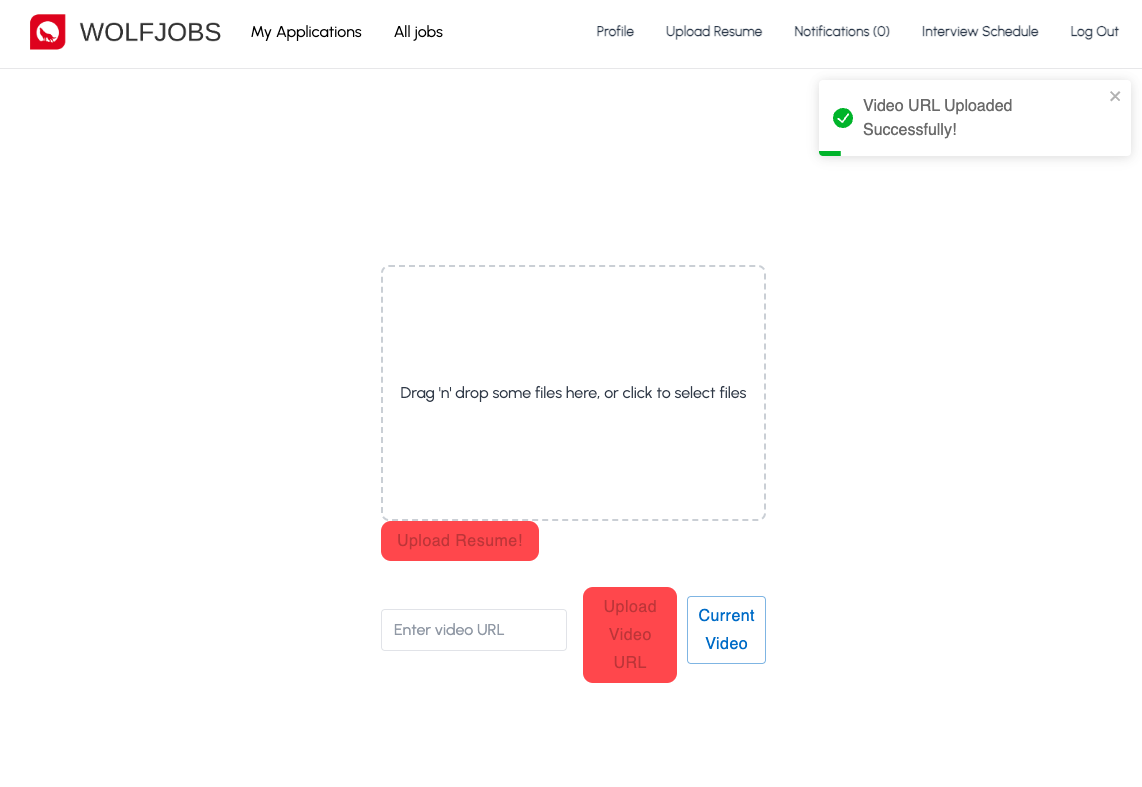 WOLFJOBS My Applications All jobs Profile Upload Resume Notifications (0) Interview Schedule Log Out
Video URL Uploaded
Successfully!
Drag 'n' drop some files here, or click to select files
Upload Resume!
Enter video URL
Upload
Video
URL
Current
Video